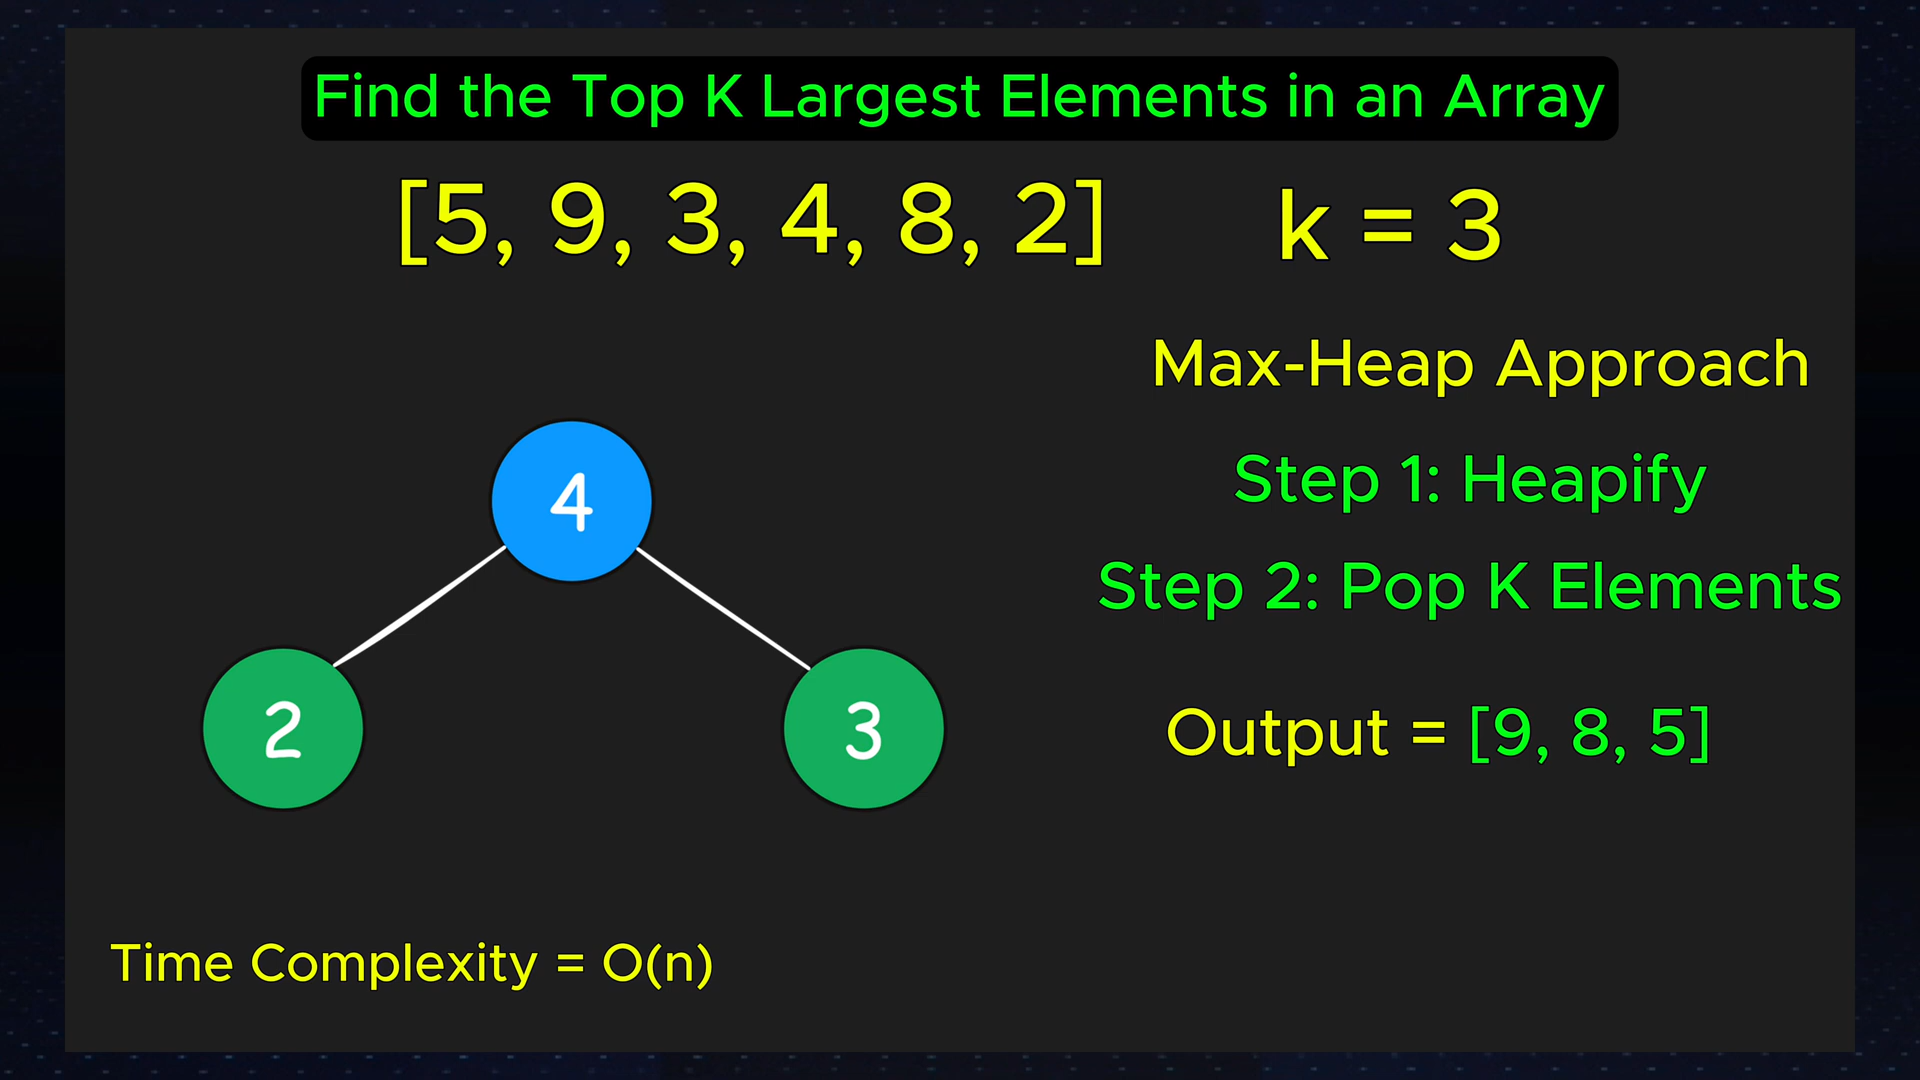 Find the Top K Largest Elements in an Array
[5, 9, 3, 4, 8, 2] k = 3
Max-Heap Approach
Step 1: Heapify
Step 2: Pop K Elements
4
2
3
Output = [9, 8, 5]
Time Complexity = O(n)